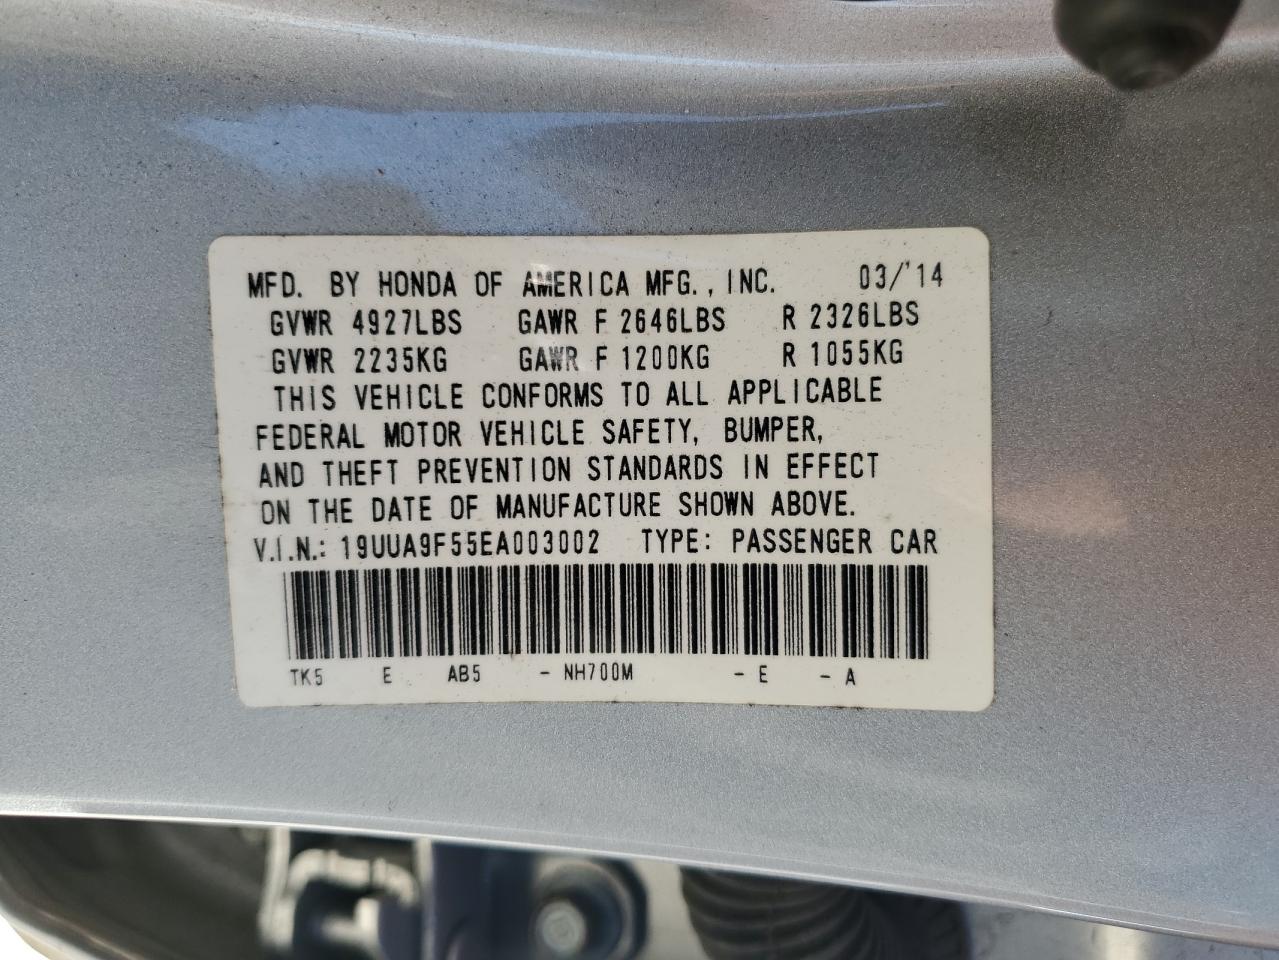 MFD. BY HONDA OF AMERICA MFG., INC. 03/'14
GVWR 4927LBS GAWR F 2646LBS R 2326LBS
GVWR 2235KG GAWR F 1200KG R 1055KG
THIS VEHICLE CONFORMS TO ALL APPLICABLE
FEDERAL MOTOR VEHICLE SAFETY, BUMPER,
AND THEFT PREVENTION STANDARDS IN EFFECT
ON THE DATE OF MANUFACTURE SHOWN ABOVE.
V.I.N.: 19UUA9F55EA003002 TYPE: PASSENGER CAR
TK5 E AB5 - NH700M - E - A